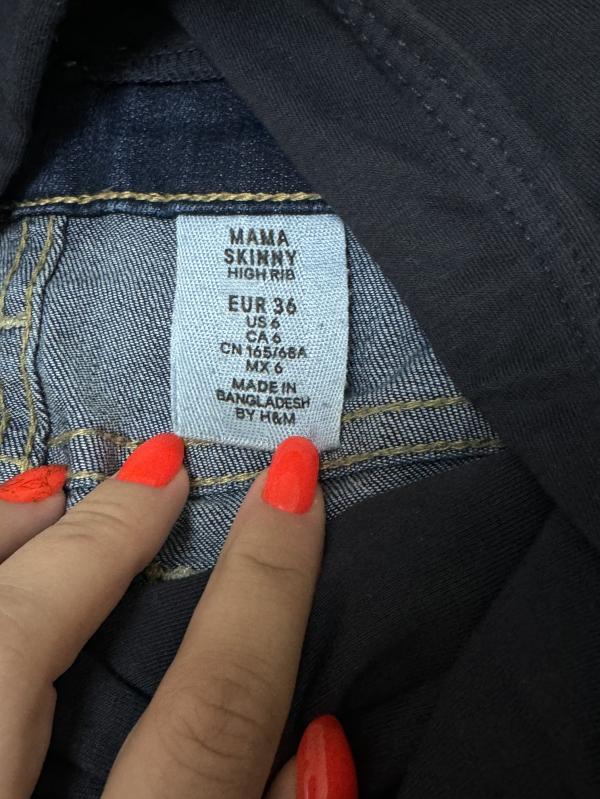 MAMA
SKINNY
HIGH RIB
EUR 36
US 6
CA 6
CN 165/68A
MX 6
MADE IN
BANGLADESH
BY H&M